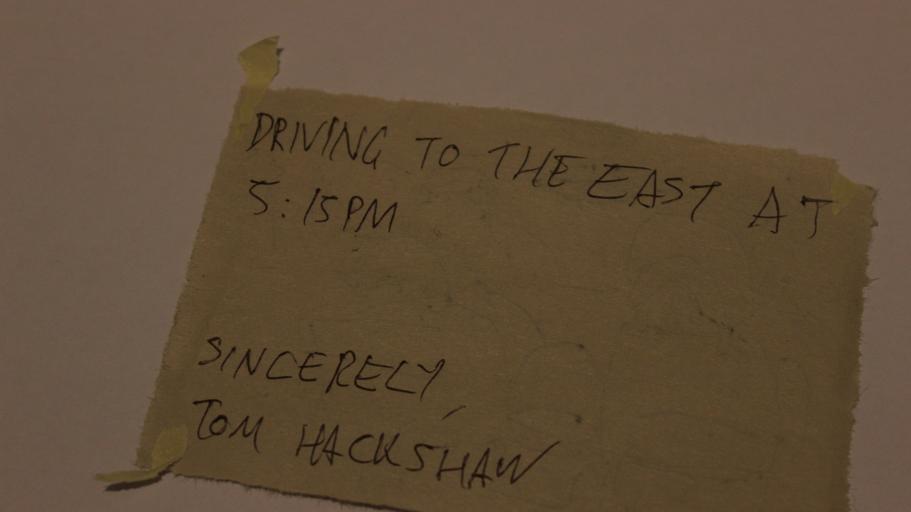 DRIVING TO THE EAST AT
5:15PM
SINCERELY,
TOM HACKSHAW